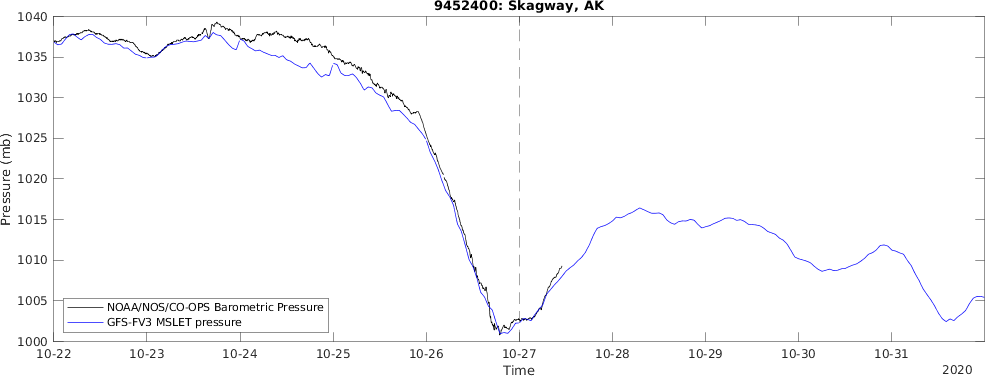 9452400: Skagway, AK
Pressure (mb)
1040
1035
1030
1025
1020
1015
1010
1005
1000
NOAA/NOS/CO-OPS Barometric Pressure
GFS-FV3 MSLET pressure
10-22 10-23 10-24 10-25 10-26 10-27 10-28 10-29 10-30 10-31
Time
2020